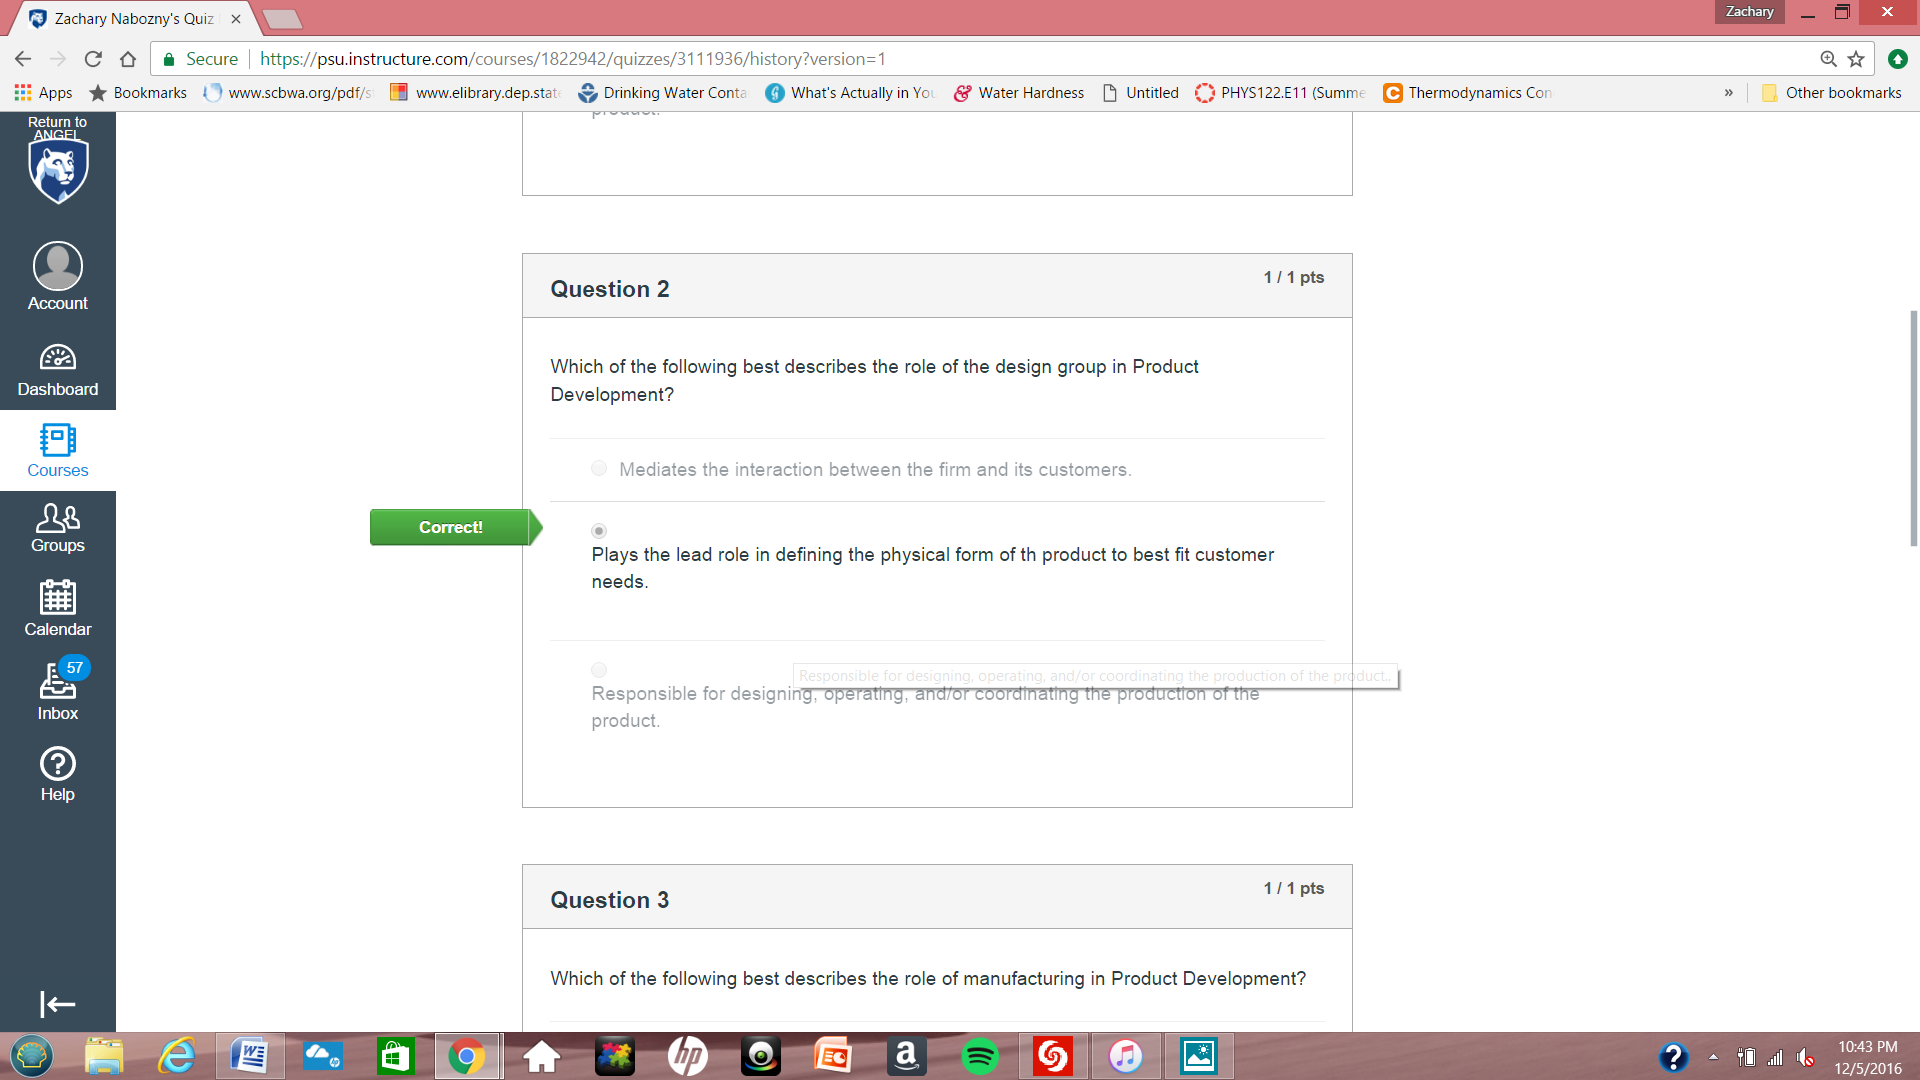 Zachary Nabozny's Quiz
Zachary
Secure
https://psu.instructure.com/courses/1822942/quizzes/3111936/history?version=1
Apps
Bookmarks
www.scbwa.org/pdf/s
www.elibrary.dep.stat
Drinking Water Conta
What's Actually in You
Water Hardness
Untitled
PHYS122.E11 (Summe
Thermodynamics Con
»
Other bookmarks
Return to
ANGEL
Account
Dashboard
Courses
Groups
Calendar
57
Inbox
Help
product.
Question 2
1 / 1 pts
Which of the following best describes the role of the design group in Product
Development?
Mediates the interaction between the firm and its customers.
Correct!
Plays the lead role in defining the physical form of th product to best fit customer
needs.
Responsible for designing, operating, and/or coordinating the production of the product.
Responsible for designing, operating, and/or coordinating the production of the
product.
Question 3
1 / 1 pts
Which of the following best describes the role of manufacturing in Product Development?
10:43 PM
12/5/2016